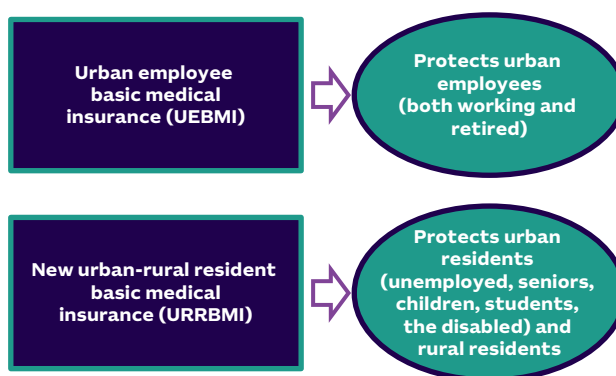 Urban employee
basic medical
insurance (UEBMI)
Protects urban
employees
(both working and
retired)
New urban-rural resident
basic medical
insurance (URRBMI)
Protects urban
residents
(unemployed, seniors,
children, students,
the disabled) and
rural residents